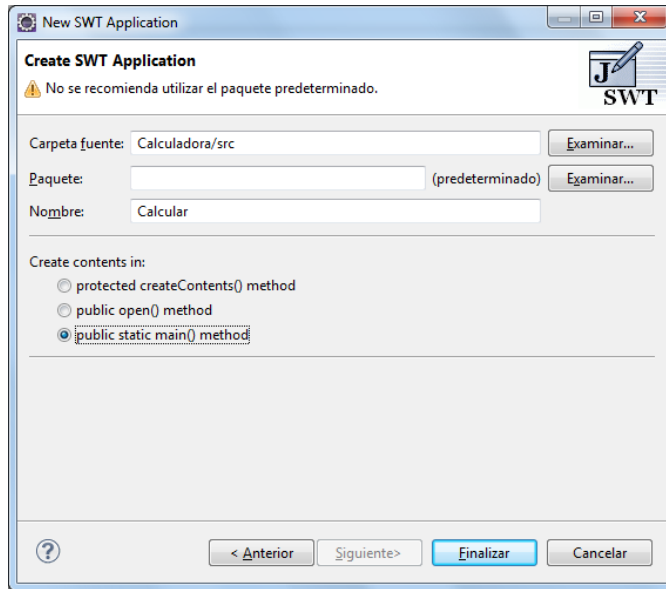 New SWT Application
Create SWT Application
No se recomienda utilizar el paquete predeterminado.
J
SWT
Carpeta fuente: Calculadora/src Examinar...
Paquete: (predeterminado) Examinar...
Nombre: Calcular
Create contents in:
protected createContents() method
public open() method
public static main() method
? < Anterior Siguiente> Finalizar Cancelar